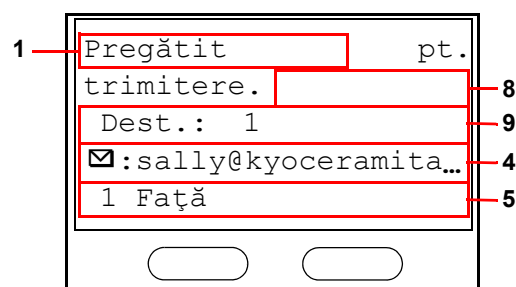 1 Pregătit pt.
trimitere. 8
Dest.: 1 9
:sally@kyoceramita… 4
1 Faţă 5